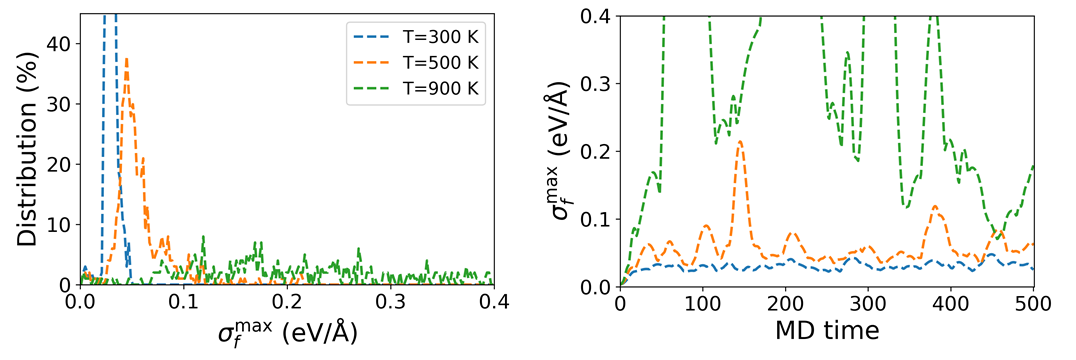 Distribution (%)
40
30
20
10
0
0.0 0.1 0.2 0.3 0.4
σ_f^max (eV/Å)
T=300 K
T=500 K
T=900 K
σ_f^max (eV/Å)
0.4
0.3
0.2
0.1
0.0
0 100 200 300 400 500
MD time